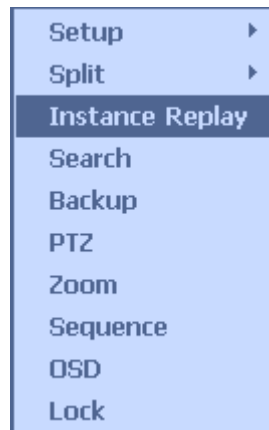 Setup
Split
Instance Replay
Search
Backup
PTZ
Zoom
Sequence
OSD
Lock